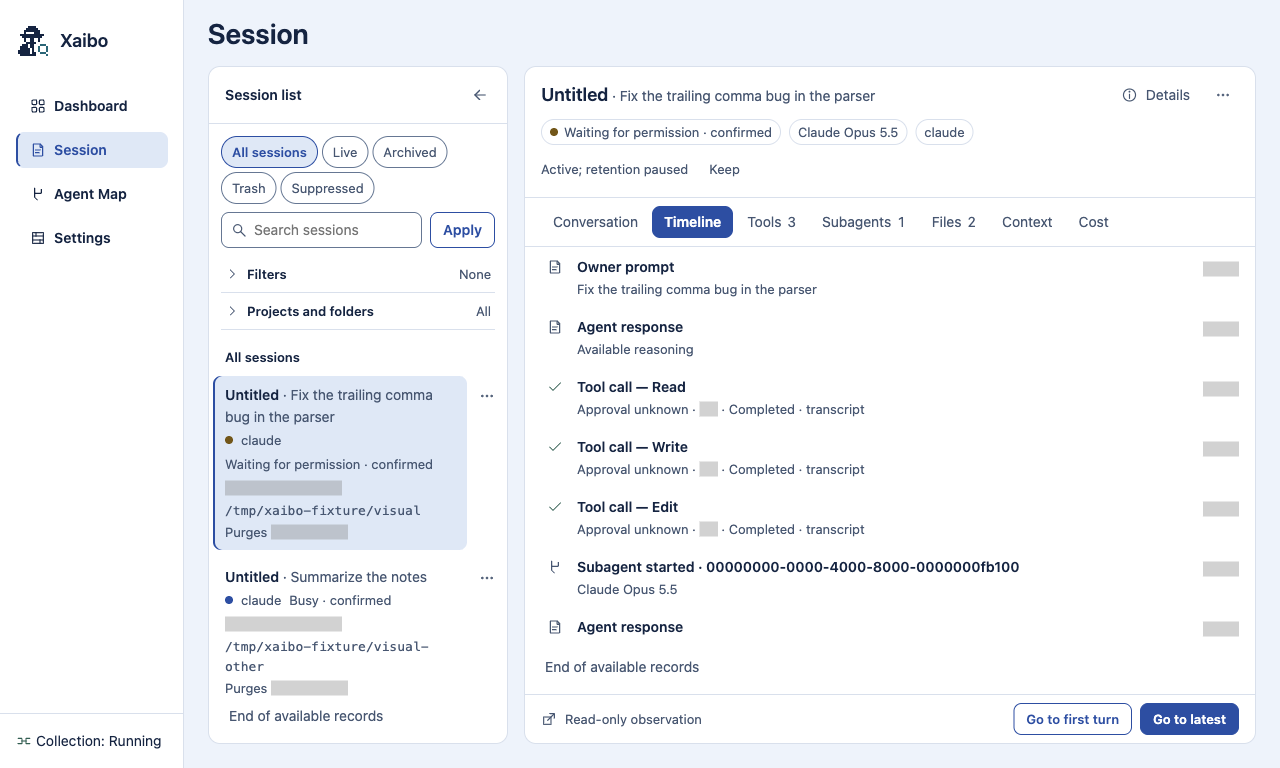 Xaibo
Dashboard
Session
Agent Map
Settings
Collection: Running
Session
Session list
All sessions
Live
Archived
Trash
Suppressed
Search sessions
Apply
Filters
None
Projects and folders
All
All sessions
Untitled · Fix the trailing comma
bug in the parser
claude
Waiting for permission · confirmed
/tmp/xaibo-fixture/visual
Purges
Untitled · Summarize the notes
claude Busy · confirmed
/tmp/xaibo-fixture/visual-
other
Purges
End of available records
Untitled · Fix the trailing comma bug in the parser
Details
Waiting for permission · confirmed
Claude Opus 5.5
claude
Active; retention paused
Keep
Conversation
Timeline
Tools 3
Subagents 1
Files 2
Context
Cost
Owner prompt
Fix the trailing comma bug in the parser
Agent response
Available reasoning
Tool call — Read
Approval unknown · · Completed · transcript
Tool call — Write
Approval unknown · · Completed · transcript
Tool call — Edit
Approval unknown · · Completed · transcript
Subagent started · 00000000-0000-4000-8000-0000000fb100
Claude Opus 5.5
Agent response
End of available records
Read-only observation
Go to first turn
Go to latest